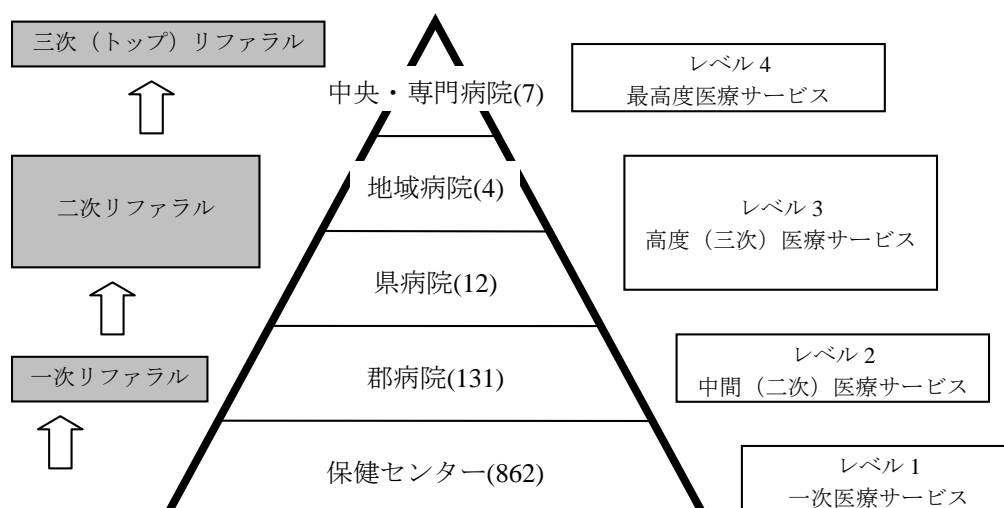 三次（トップ）リファラル
中央・専門病院(7)
レベル 4
最高度医療サービス
二次リファラル
地域病院(4)
レベル 3
高度（三次）医療サービス
県病院(12)
一次リファラル
郡病院(131)
レベル 2
中間（二次）医療サービス
保健センター(862)
レベル 1
一次医療サービス